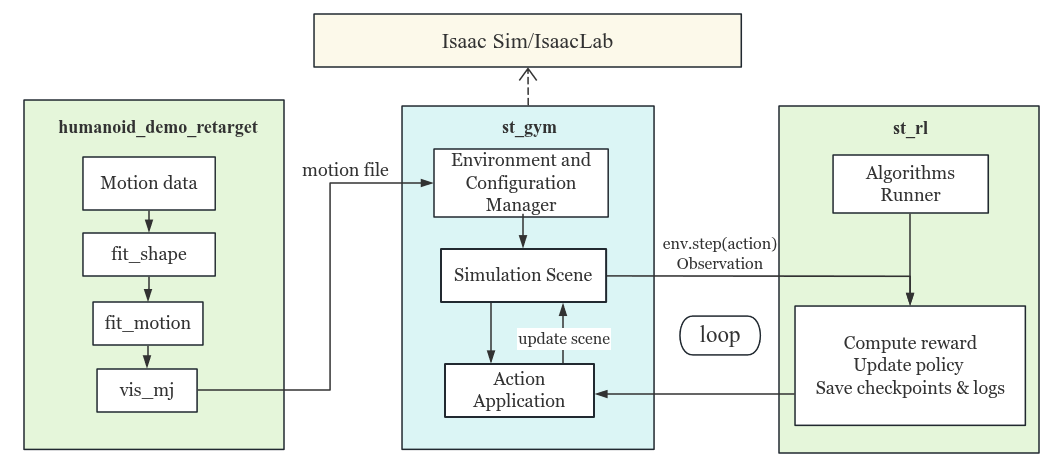 Isaac Sim/IsaacLab
humanoid_demo_retarget
Motion data
fit_shape
fit_motion
vis_mj
motion file
st_gym
Environment and
Configuration
Manager
Simulation Scene
update scene
Action
Application
env.step(action)
Observation
loop
st_rl
Algorithms
Runner
Compute reward
Update policy
Save checkpoints & logs